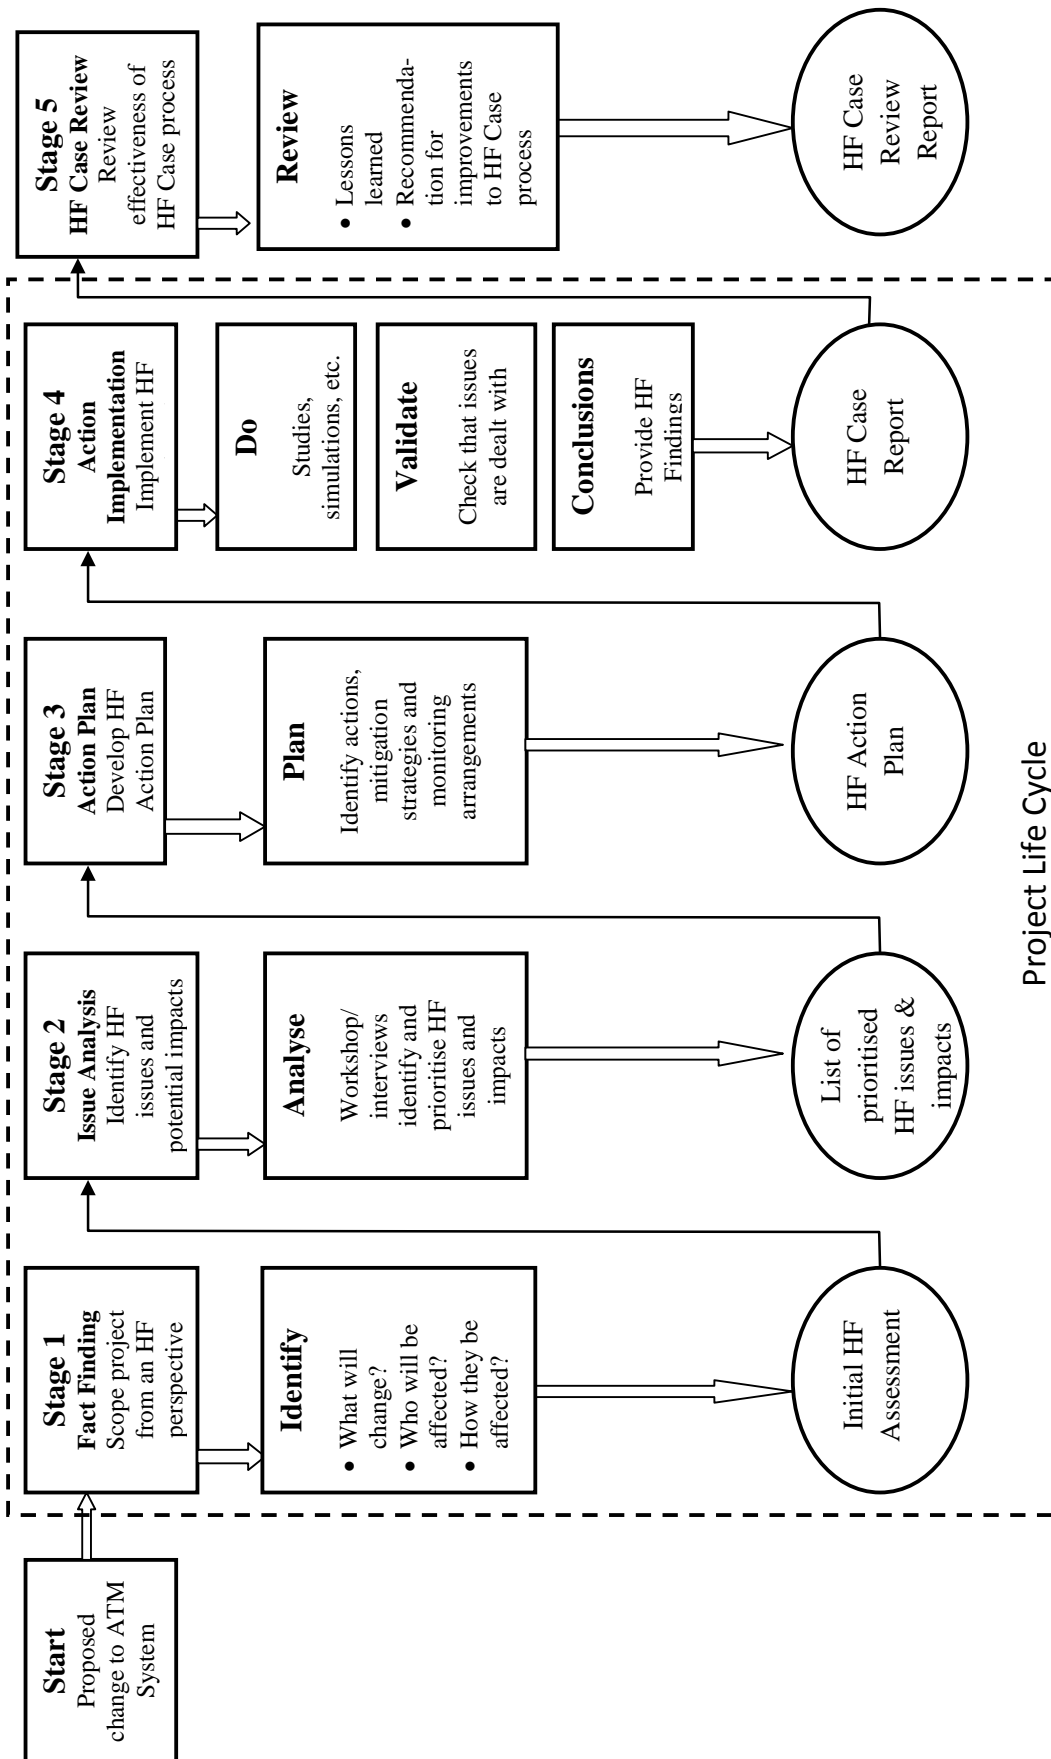 Start
Proposed
change to ATM
System
Stage 1
Fact Finding
Scope project
from an HF
perspective
Identify
• What will
change?
• Who will be
affected?
• How they be
affected?
Initial HF
Assessment
Stage 2
Issue Analysis
Identify HF
issues and
potential impacts
Analyse
Workshop/
interviews
identify and
prioritise HF
issues and
impacts
List of
prioritised
HF issues &
impacts
Stage 3
Action Plan
Develop HF
Action Plan
Plan
Identify actions,
mitigation
strategies and
monitoring
arrangements
HF Action
Plan
Stage 4
Action
Implementation
Implement HF
Do
Studies,
simulations, etc.
Validate
Check that issues
are dealt with
Conclusions
Provide HF
Findings
HF Case
Report
Stage 5
HF Case Review
Review
effectiveness of
HF Case process
Review
• Lessons
learned
• Recommenda-
tion for
improvements
to HF Case
process
HF Case
Review
Report
Project Life Cycle